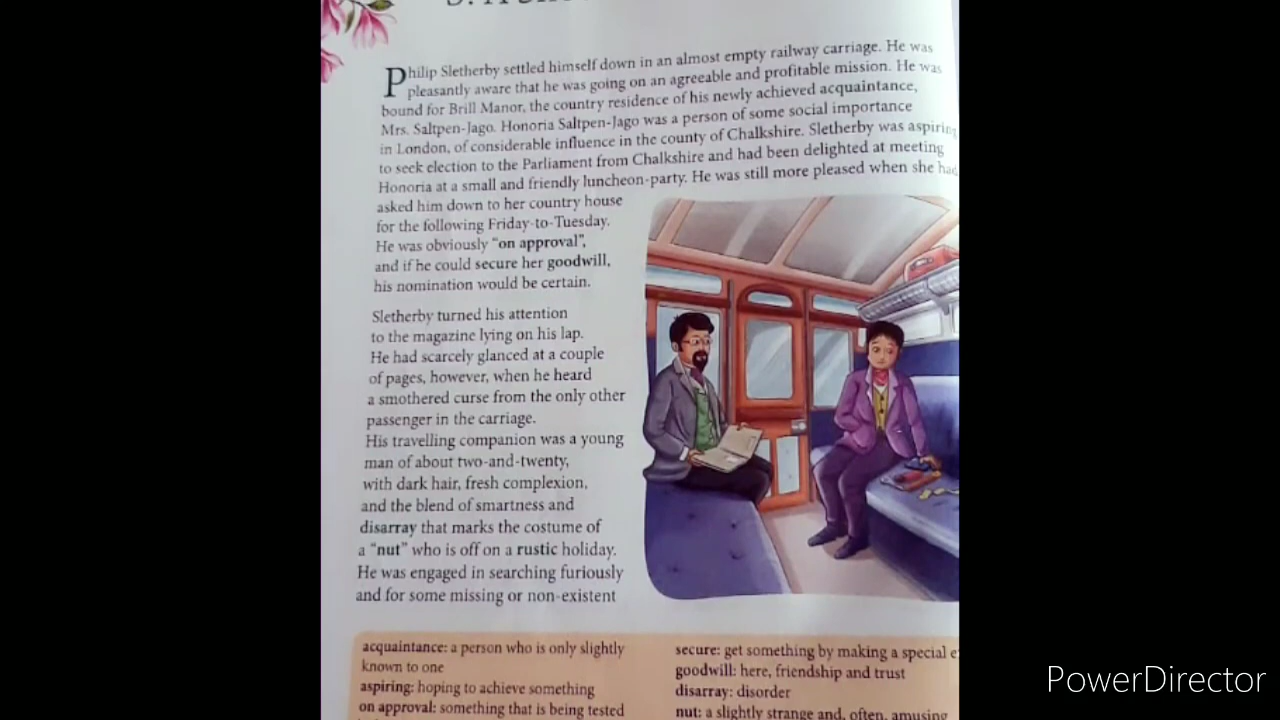 Philip Sletherby settled himself down in an almost empty railway carriage. He was
pleasantly aware that he was going on an agreeable and profitable mission. He was
bound for Brill Manor, the country residence of his newly achieved acquaintance,
Mrs. Saltpen-Jago. Honoria Saltpen-Jago was a person of some social importance
in London, of considerable influence in the county of Chalkshire. Sletherby was aspiring
to seek election to the Parliament from Chalkshire and had been delighted at meeting
Honoria at a small and friendly luncheon-party. He was still more pleased when she had
asked him down to her country house
for the following Friday-to-Tuesday.
He was obviously “on approval”,
and if he could secure her goodwill,
his nomination would be certain.
Sletherby turned his attention
to the magazine lying on his lap.
He had scarcely glanced at a couple
of pages, however, when he heard
a smothered curse from the only other
passenger in the carriage.
His travelling companion was a young
man of about two-and-twenty,
with dark hair, fresh complexion,
and the blend of smartness and
disarray that marks the costume of
a “nut” who is off on a rustic holiday.
He was engaged in searching furiously
and for some missing or non-existent
acquaintance: a person who is only slightly
known to one
aspiring: hoping to achieve something
on approval: something that is being tested
secure: get something by making a special
goodwill: here, friendship and trust
disarray: disorder
nut: a slightly strange and, often, amusing
PowerDirector